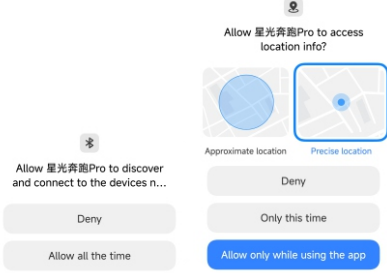 Allow 星光奔跑Pro to discover
and connect to the devices n...
Deny
Allow all the time
Allow 星光奔跑Pro to access
location info?
Approximate location
Precise location
Deny
Only this time
Allow only while using the app